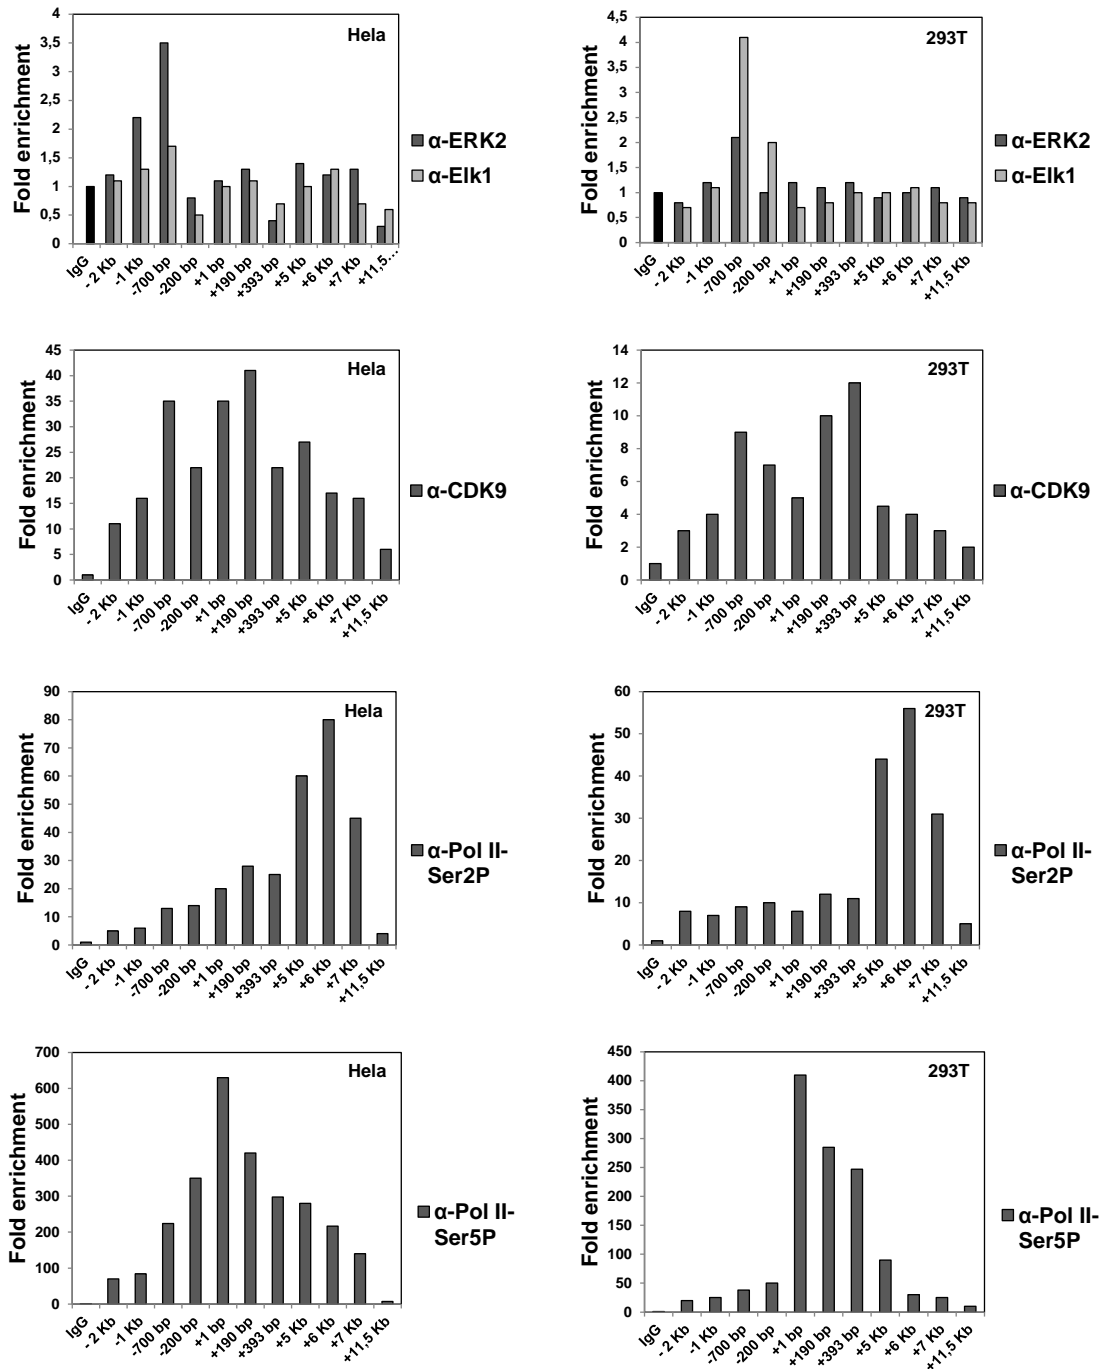 4
3,5
3
2,5
2
1,5
1
0,5
0
Fold enrichment
Hela
α-ERK2
α-Elk1
IgG
- 2 Kb
-1 Kb
-700 bp
-200 bp
+1 bp
+190 bp
+393 bp
+5 Kb
+6 Kb
+7 Kb
+11,5...
4,5
4
3,5
3
2,5
2
1,5
1
0,5
0
Fold enrichment
293T
α-ERK2
α-Elk1
IgG
- 2 Kb
-1 Kb
-700 bp
-200 bp
+1 bp
+190 bp
+393 bp
+5 Kb
+6 Kb
+7 Kb
+11,5 Kb
45
40
35
30
25
20
15
10
5
0
Fold enrichment
Hela
α-CDK9
IgG
- 2 Kb
-1 Kb
-700 bp
-200 bp
+1 bp
+190 bp
+393 bp
+5 Kb
+6 Kb
+7 Kb
+11,5 Kb
14
12
10
8
6
4
2
0
Fold enrichment
293T
α-CDK9
IgG
- 2 Kb
-1 Kb
-700 bp
-200 bp
+1 bp
+190 bp
+393 bp
+5 Kb
+6 Kb
+7 Kb
+11,5 Kb
90
80
70
60
50
40
30
20
10
0
Fold enrichment
Hela
α-Pol II-
Ser2P
IgG
- 2 Kb
-1 Kb
-700 bp
-200 bp
+1 bp
+190 bp
+393 bp
+5 Kb
+6 Kb
+7 Kb
+11,5 Kb
60
50
40
30
20
10
0
Fold enrichment
293T
α-Pol II-
Ser2P
IgG
- 2 Kb
-1 Kb
-700 bp
-200 bp
+1 bp
+190 bp
+393 bp
+5 Kb
+6 Kb
+7 Kb
+11,5 Kb
700
600
500
400
300
200
100
0
Fold enrichment
Hela
α-Pol II-
Ser5P
IgG
- 2 Kb
-1 Kb
-700 bp
-200 bp
+1 bp
+190 bp
+393 bp
+5 Kb
+6 Kb
+7 Kb
+11,5 Kb
450
400
350
300
250
200
150
100
50
0
Fold enrichment
293T
α-Pol II-
Ser5P
IgG
- 2 Kb
-1 Kb
-700 bp
-200 bp
+1 bp
+190 bp
+393 bp
+5 Kb
+6 Kb
+7 Kb
+11,5 Kb